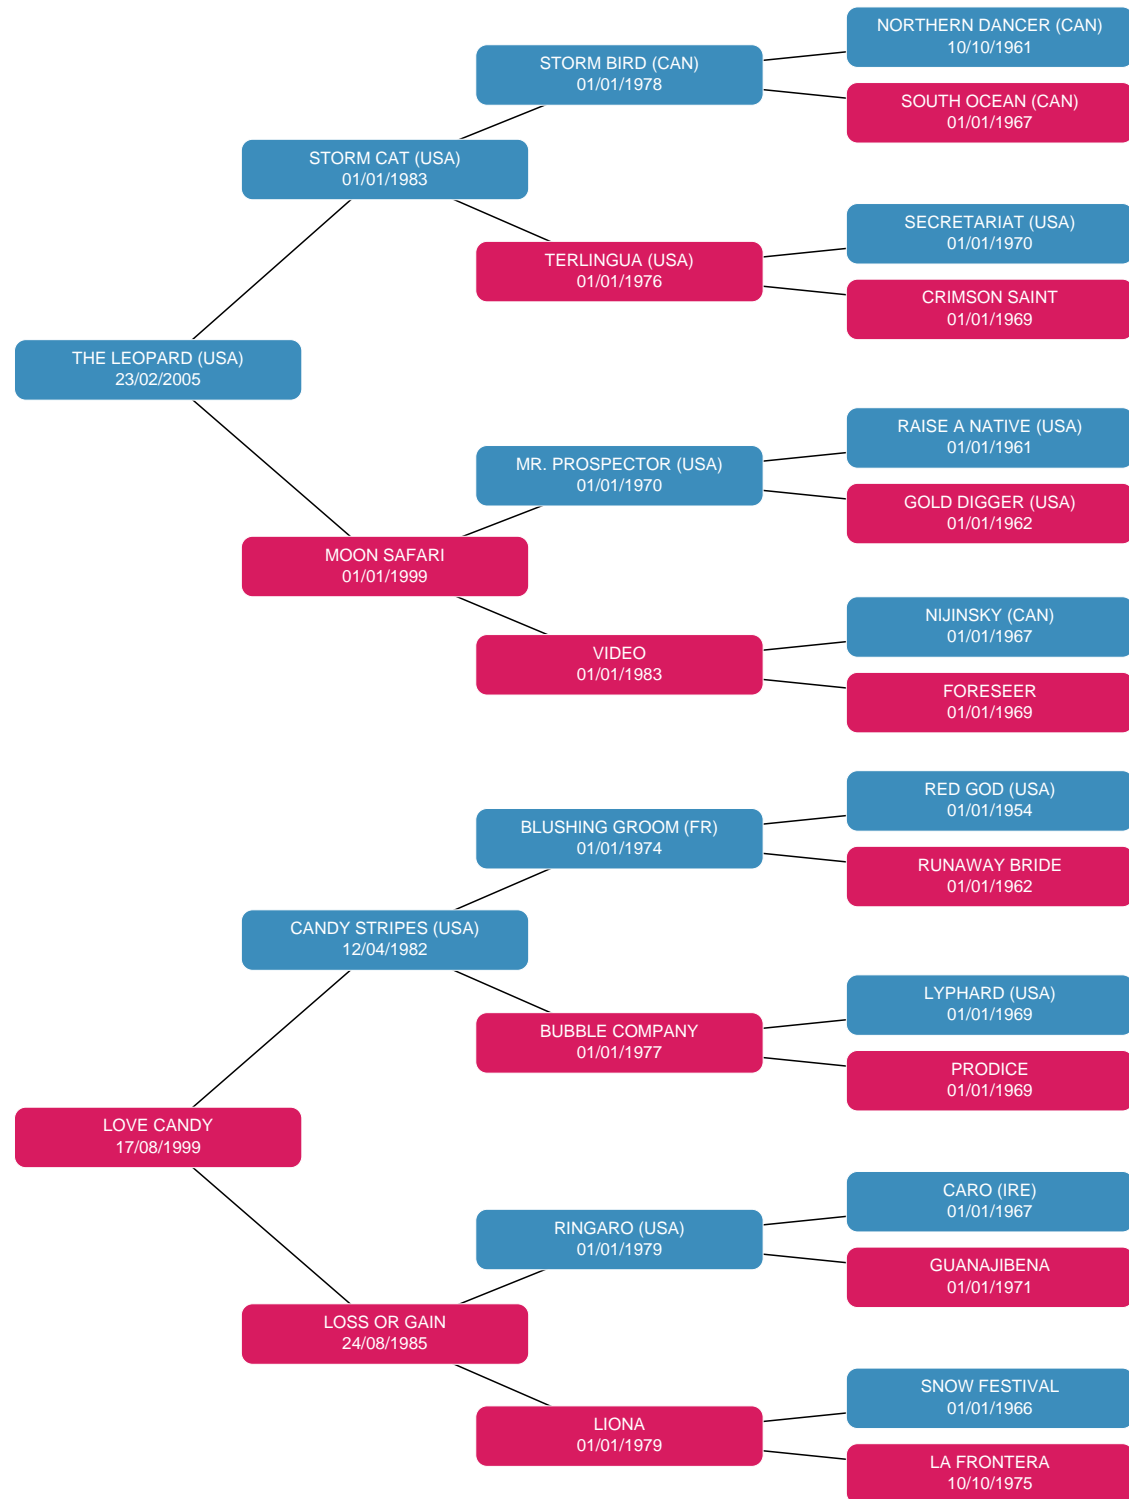 NORTHERN DANCER (CAN)
10/10/1961
STORM BIRD (CAN)
01/01/1978
SOUTH OCEAN (CAN)
01/01/1967
STORM CAT (USA)
01/01/1983
SECRETARIAT (USA)
01/01/1970
TERLINGUA (USA)
01/01/1976
CRIMSON SAINT
01/01/1969
THE LEOPARD (USA)
23/02/2005
RAISE A NATIVE (USA)
01/01/1961
MR. PROSPECTOR (USA)
01/01/1970
GOLD DIGGER (USA)
01/01/1962
MOON SAFARI
01/01/1999
NIJINSKY (CAN)
01/01/1967
VIDEO
01/01/1983
FORESEER
01/01/1969
RED GOD (USA)
01/01/1954
BLUSHING GROOM (FR)
01/01/1974
RUNAWAY BRIDE
01/01/1962
CANDY STRIPES (USA)
12/04/1982
LYPHARD (USA)
01/01/1969
BUBBLE COMPANY
01/01/1977
PRODICE
01/01/1969
LOVE CANDY
17/08/1999
CARO (IRE)
01/01/1967
RINGARO (USA)
01/01/1979
GUANAJIBENA
01/01/1971
LOSS OR GAIN
24/08/1985
SNOW FESTIVAL
01/01/1966
LIONA
01/01/1979
LA FRONTERA
10/10/1975